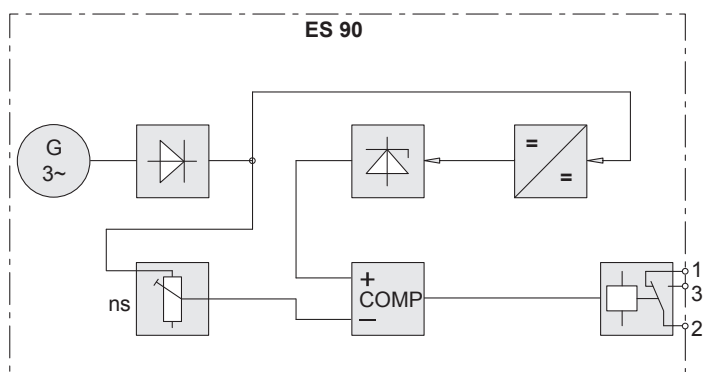 ES 90
G
3~
=
=
ns
+
COMP
–
1
3
2